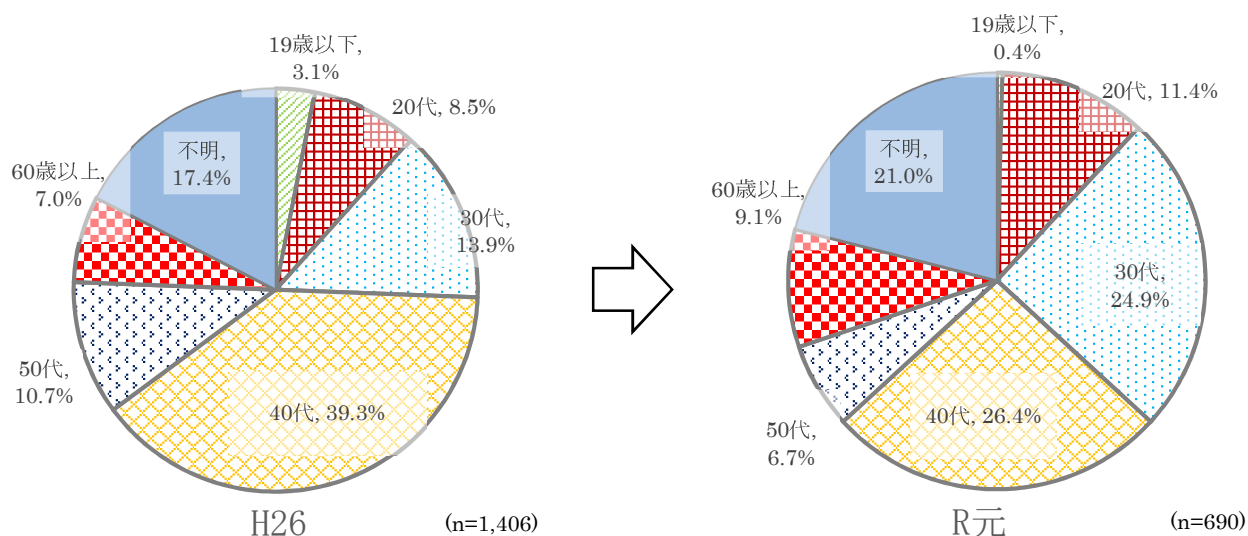 19歳以下,
3.1%
20代, 8.5%
30代,
13.9%
40代, 39.3%
50代,
10.7%
60歳以上,
7.0%
不明,
17.4%
H26
(n=1,406)
19歳以下,
0.4%
20代, 11.4%
30代,
24.9%
40代, 26.4%
50代,
6.7%
60歳以上,
9.1%
不明,
21.0%
R元
(n=690)